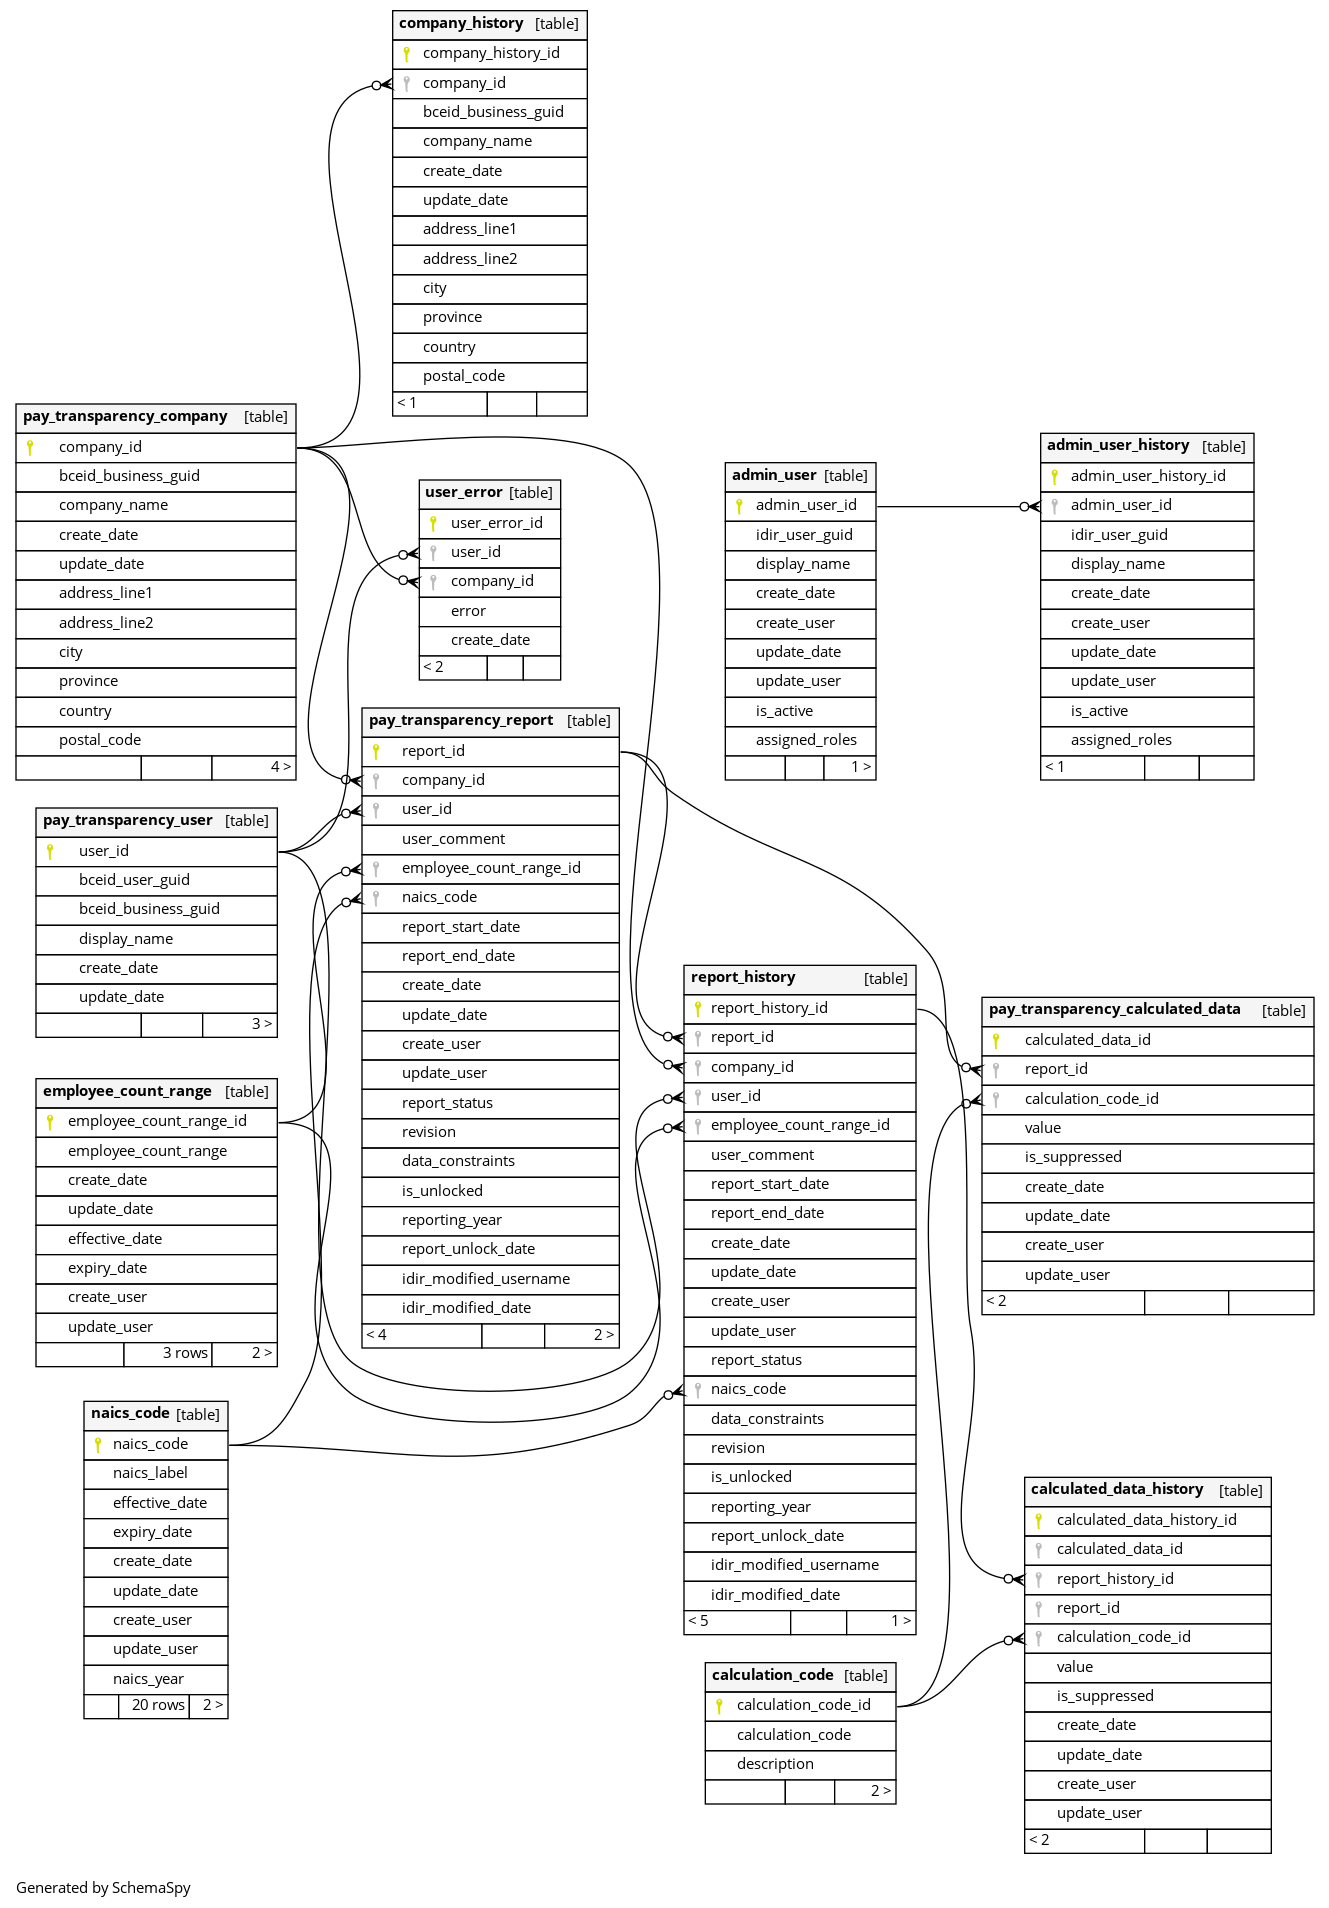 company_history [table]
company_history_id
company_id
bceid_business_guid
company_name
create_date
update_date
address_line1
address_line2
city
province
country
postal_code
< 1
pay_transparency_company [table]
company_id
bceid_business_guid
company_name
create_date
update_date
address_line1
address_line2
city
province
country
postal_code
4 >
user_error [table]
user_error_id
user_id
company_id
error
create_date
< 2
admin_user [table]
admin_user_id
idir_user_guid
display_name
create_date
create_user
update_date
update_user
is_active
assigned_roles
1 >
admin_user_history [table]
admin_user_history_id
admin_user_id
idir_user_guid
display_name
create_date
create_user
update_date
update_user
is_active
assigned_roles
< 1
pay_transparency_user [table]
user_id
bceid_user_guid
bceid_business_guid
display_name
create_date
update_date
3 >
pay_transparency_report [table]
report_id
company_id
user_id
user_comment
employee_count_range_id
naics_code
report_start_date
report_end_date
create_date
update_date
create_user
update_user
report_status
revision
data_constraints
is_unlocked
reporting_year
report_unlock_date
idir_modified_username
idir_modified_date
< 4 2 >
employee_count_range [table]
employee_count_range_id
employee_count_range
create_date
update_date
effective_date
expiry_date
create_user
update_user
3 rows 2 >
report_history [table]
report_history_id
report_id
company_id
user_id
employee_count_range_id
user_comment
report_start_date
report_end_date
create_date
update_date
create_user
update_user
report_status
naics_code
data_constraints
revision
is_unlocked
reporting_year
report_unlock_date
idir_modified_username
idir_modified_date
< 5 1 >
pay_transparency_calculated_data [table]
calculated_data_id
report_id
calculation_code_id
value
is_suppressed
create_date
update_date
create_user
update_user
< 2
naics_code [table]
naics_code
naics_label
effective_date
expiry_date
create_date
update_date
create_user
update_user
naics_year
20 rows 2 >
calculation_code [table]
calculation_code_id
calculation_code
description
2 >
calculated_data_history [table]
calculated_data_history_id
calculated_data_id
report_history_id
report_id
calculation_code_id
value
is_suppressed
create_date
update_date
create_user
update_user
< 2
Generated by SchemaSpy